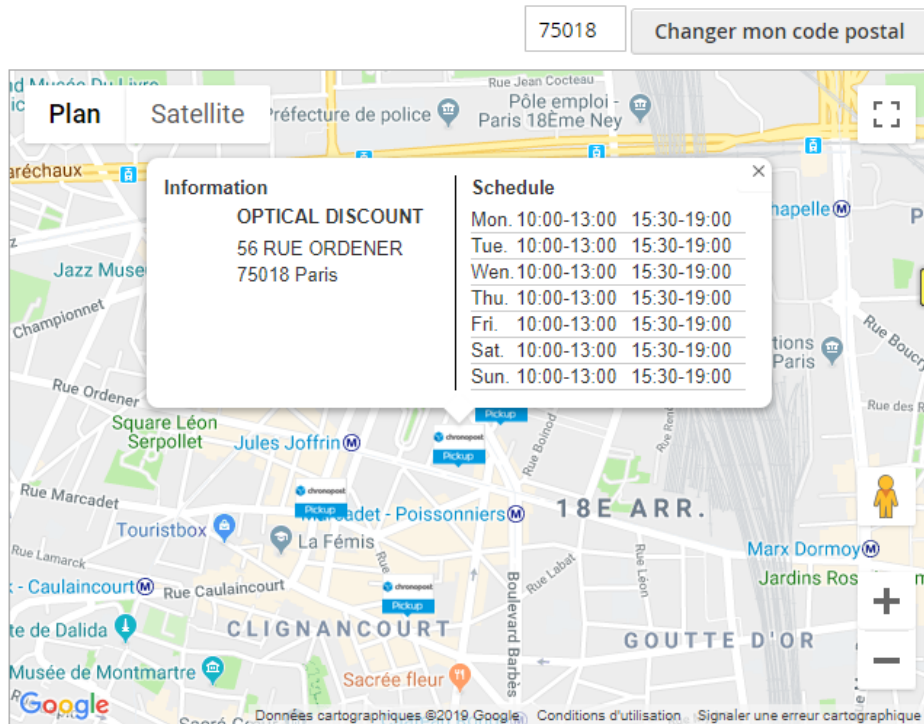 75018
Changer mon code postal
Rue Jean Cocteau
Plan
Satellite
Préfecture de police
Pôle emploi -
Paris 18Ème Ney
aréchaux
Information
OPTICAL DISCOUNT
56 RUE ORDENER
75018 Paris
Schedule
Mon. 10:00-13:00 15:30-19:00
Tue. 10:00-13:00 15:30-19:00
Wen. 10:00-13:00 15:30-19:00
Thu. 10:00-13:00 15:30-19:00
Fri. 10:00-13:00 15:30-19:00
Sat. 10:00-13:00 15:30-19:00
Sun. 10:00-13:00 15:30-19:00
hapelle M
Jazz Muse
Championnet
tions
Paris
Rue Boucry
Rue Ordener
Rue des R
Square Léon
Serpollet
Jules Joffrin M
Pickup
chronopost
Pickup
Rue Boinod
Rue Marcadet
chronopost
Pickup
Marcadet - Poissonniers M
18E ARR.
Touristbox
La Fémis
Rue Lamarck
Rue
Rue Labat
Rue Léon
Marx Dormoy M
- Caulaincourt M
Rue Caulaincourt
chronopost
Pickup
Boulevard Barbès
Jardins Ros
te de Dalida
CLIGNANCOURT
GOUTTE D'OR
Musée de Montmartre
Sacrée fleur
Google
Données cartographiques ©2019 Google
Conditions d'utilisation
Signaler une erreur cartographique